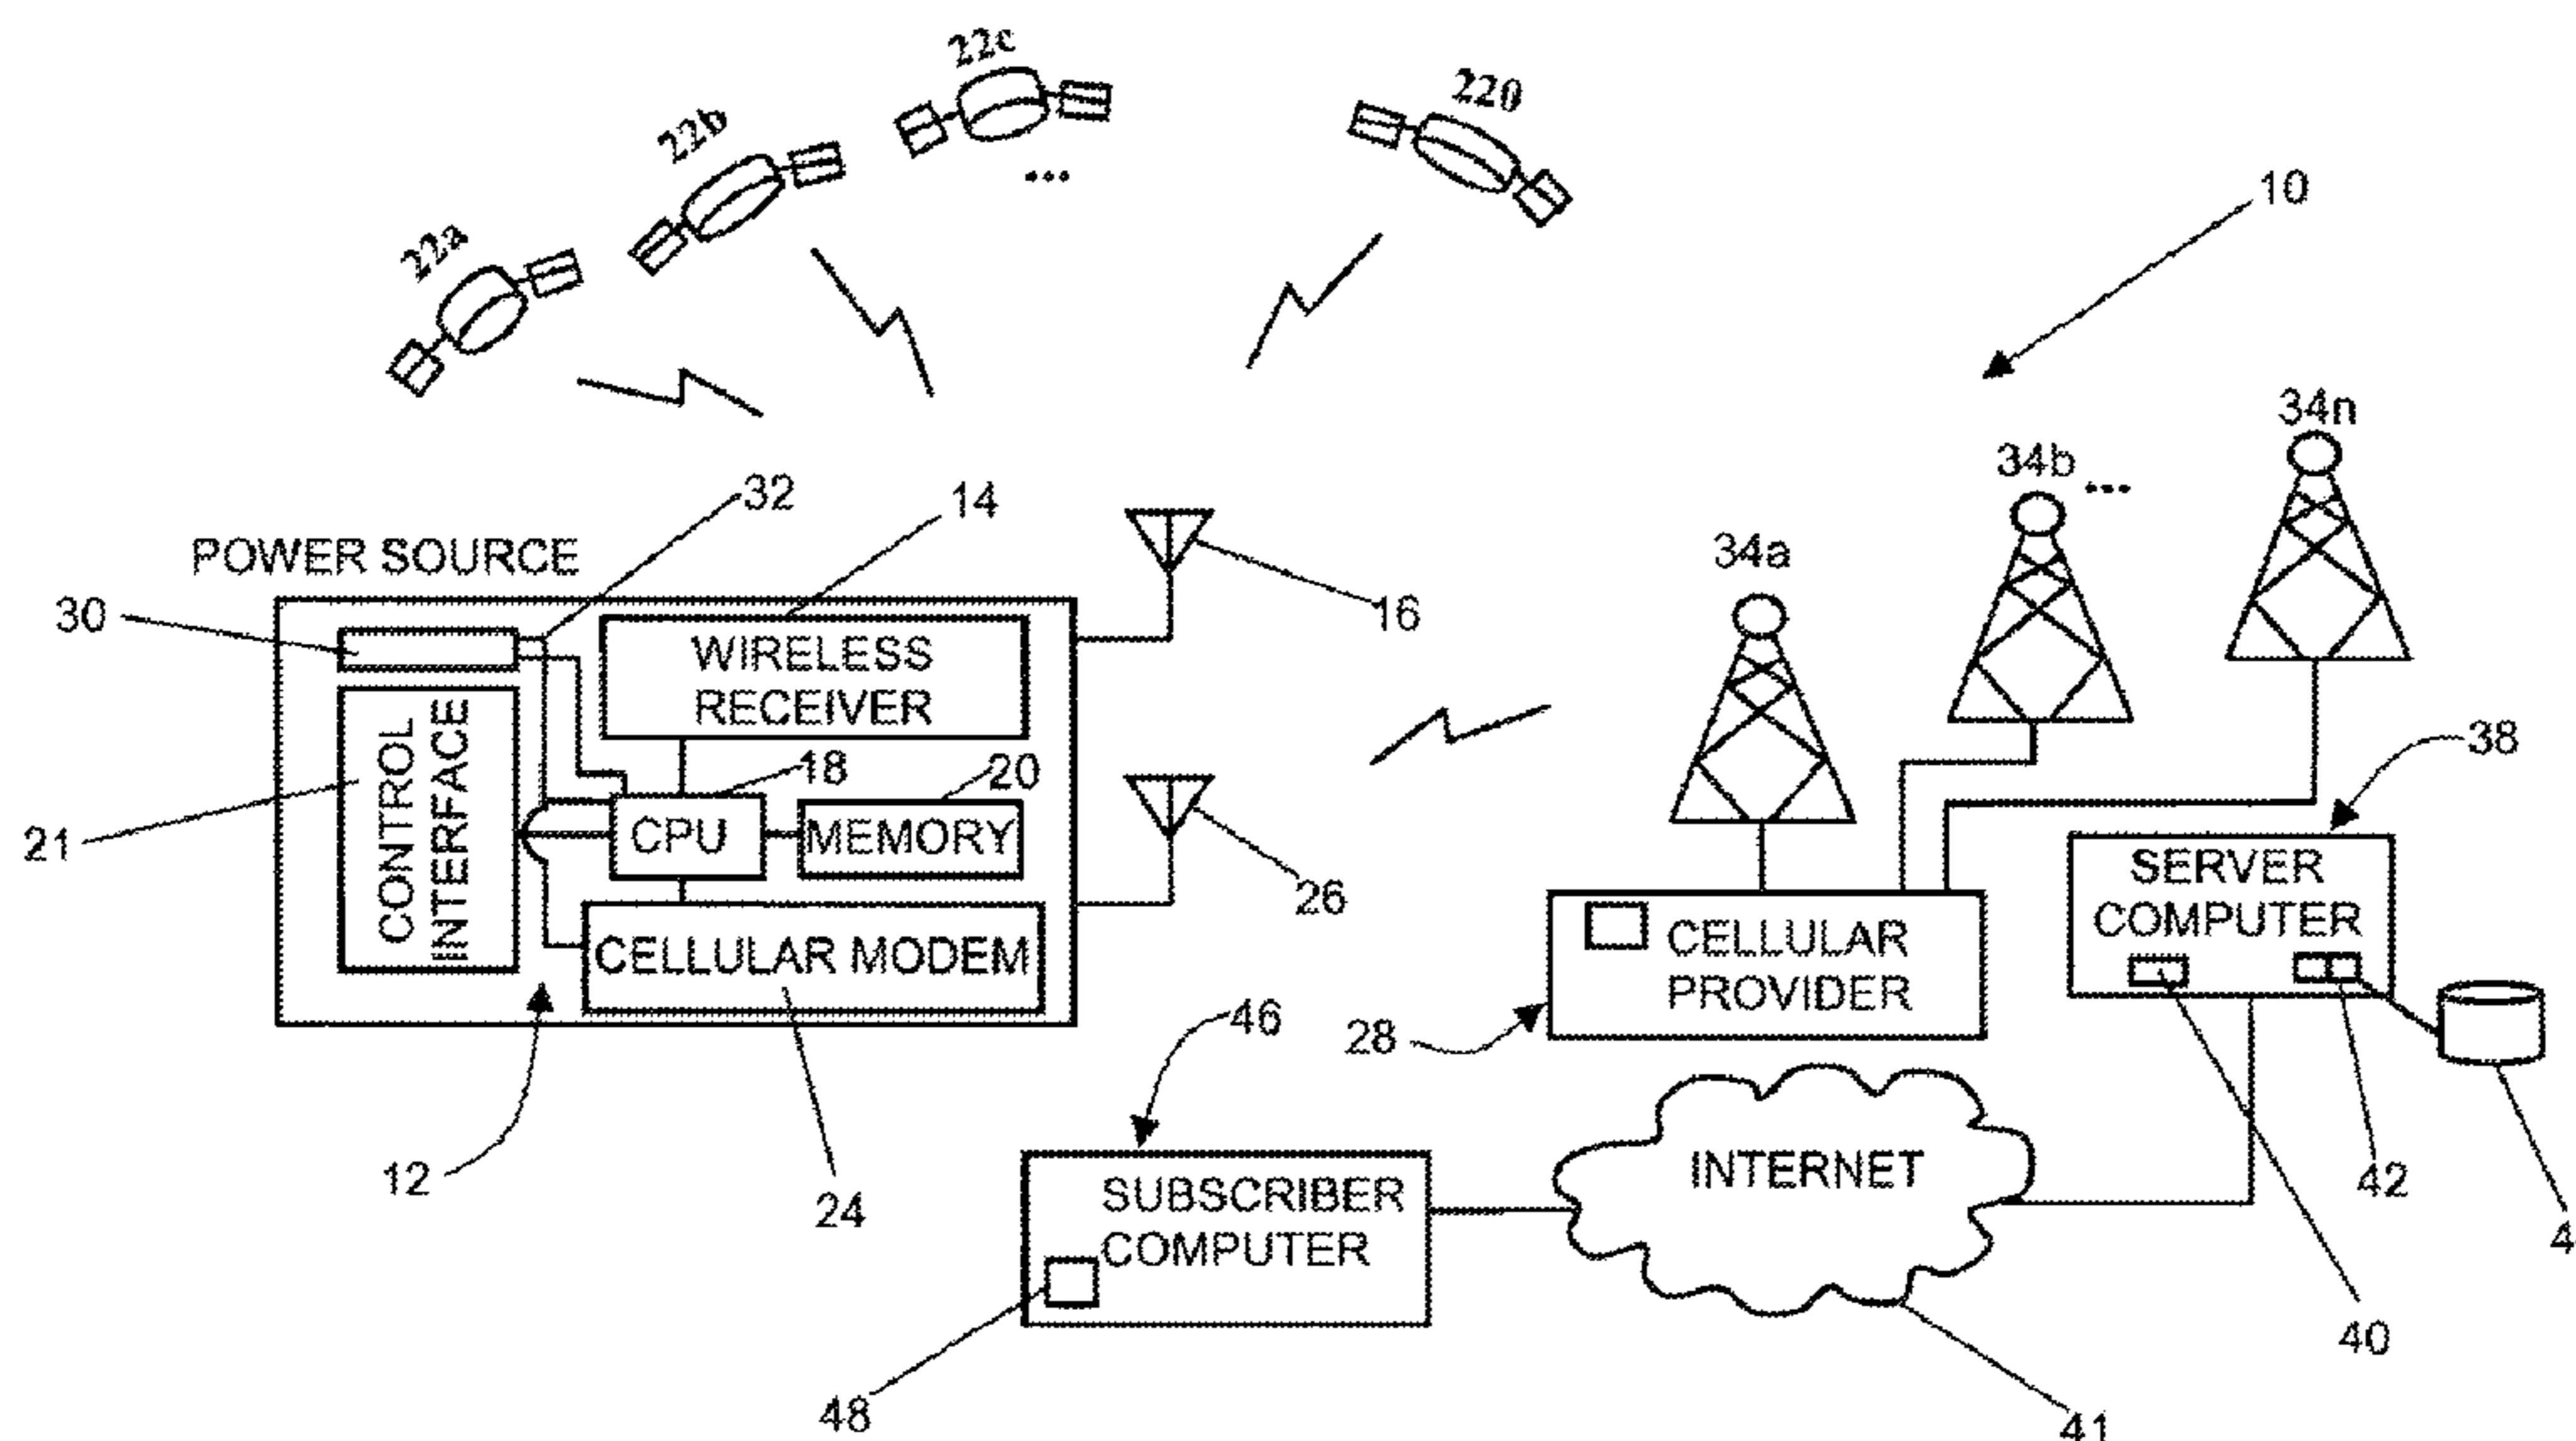 22c
220
22b
22a
10
34n
34b
...
...
32
14
34a
POWER SOURCE
16
30
WIRELESS
RECEIVER
38
18
20
21
CONTROL
INTERFACE
CPU
MEMORY
26
SERVER
COMPUTER
CELLULAR MODEM
CELLULAR
PROVIDER
46
28
12
24
SUBSCRIBER
COMPUTER
INTERNET
42
4
40
48
41